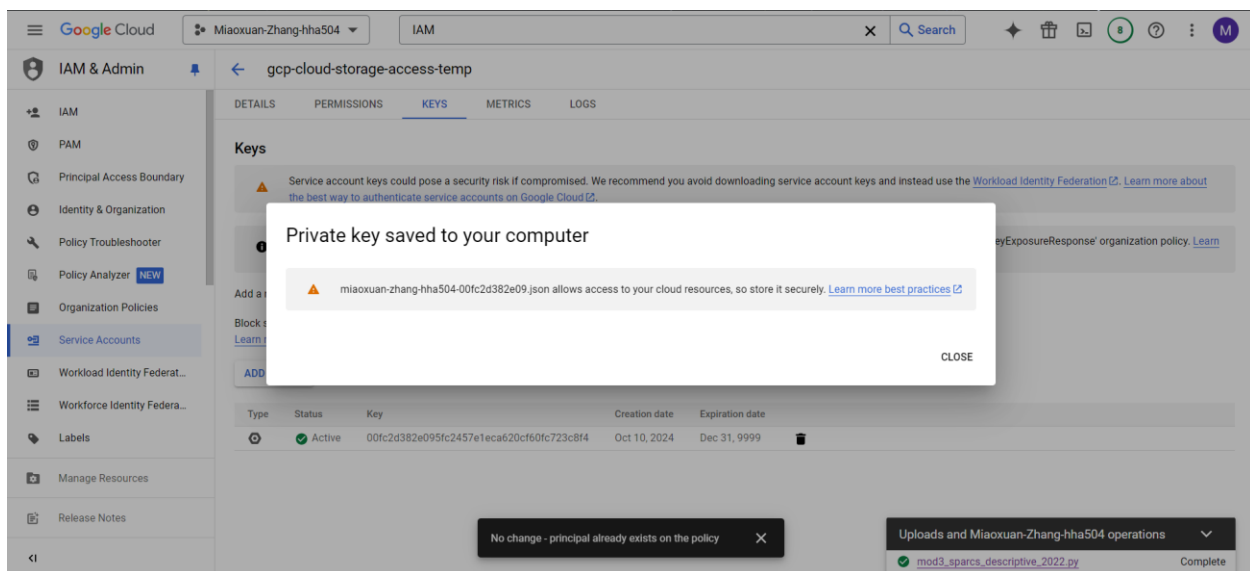 Google Cloud
Miaoxuan-Zhang-hha504
IAM
Search
8
M
IAM & Admin
gcp-cloud-storage-access-temp
IAM
PAM
Principal Access Boundary
Identity & Organization
Policy Troubleshooter
Policy Analyzer NEW
Organization Policies
Service Accounts
Workload Identity Federat...
Workforce Identity Federa...
Labels
Manage Resources
Release Notes
DETAILS PERMISSIONS KEYS METRICS LOGS
Keys
Service account keys could pose a security risk if compromised. We recommend you avoid downloading service account keys and instead use the Workload Identity Federation. Learn more about
the best way to authenticate service accounts on Google Cloud.
eyExposureResponse' organization policy. Learn
Add a
Block s
Learn
ADD
Private key saved to your computer
miaoxuan-zhang-hha504-00fc2d382e09.json allows access to your cloud resources, so store it securely. Learn more best practices
CLOSE
Type Status Key Creation date Expiration date
Active 00fc2d382e095fc2457e1eca620cf60fc723c8f4 Oct 10, 2024 Dec 31, 9999
No change - principal already exists on the policy
Uploads and Miaoxuan-Zhang-hha504 operations
mod3_sparcs_descriptive_2022.py Complete